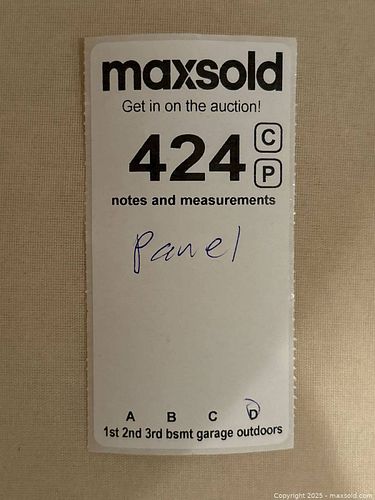 maxsold
Get in on the auction!
424 C
P
notes and measurements
Panel
A B C D
1st 2nd 3rd bsmt garage outdoors
Copyright 2025 - maxsold.com